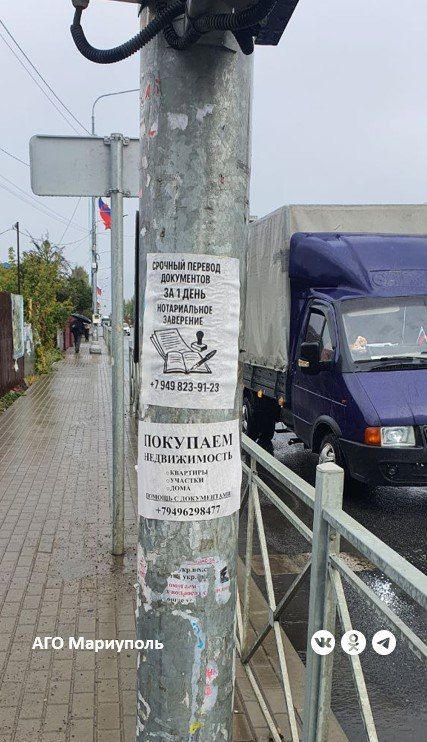 СРОЧНЫЙ ПЕРЕВОД
ДОКУМЕНТОВ
ЗА 1 ДЕНЬ
НОТАРИАЛЬНОЕ
ЗАВЕРЕНИЕ
+7 949 823-91-23
ПОКУПАЕМ
НЕДВИЖИМОСТЬ
КВАРТИРЫ
УЧАСТКИ
ДОМА
ПОМОЩЬ С ДОКУМЕНТАМИ
+79496298477
АГО Мариуполь